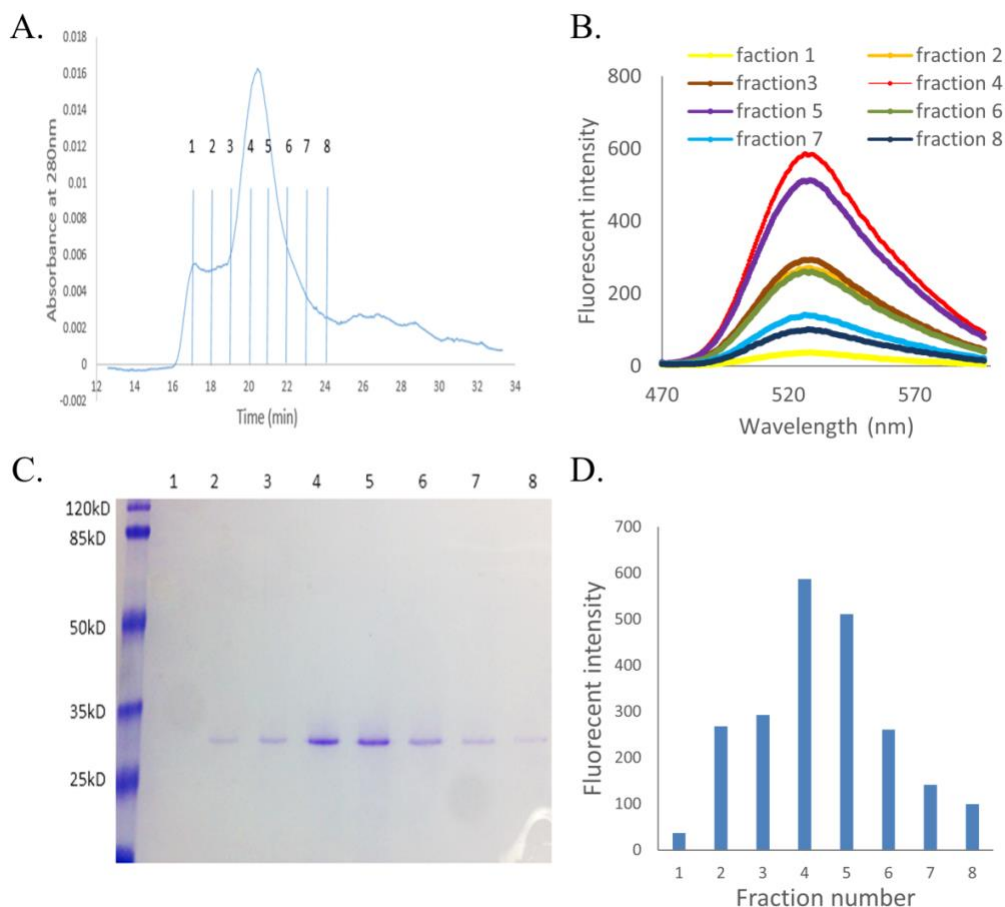 A.
0.018
0.016
0.014
0.012
0.01
0.008
0.006
0.004
0.002
0
-0.002
Absorbance at 280nm
1 2 3 4 5 6 7 8
12 14 16 18 20 22 24 26 28 30 32 34
Time (min)
B.
faction 1 fraction 2
fraction3 fraction 4
fraction 5 fraction 6
fraction 7 fraction 8
800
600
400
200
0
Fluorescent intensity
470 520 570
Wavelength (nm)
C.
1 2 3 4 5 6 7 8
120kD
85kD
50kD
35kD
25kD
D.
700
600
500
400
300
200
100
0
Fluorecent intensity
1 2 3 4 5 6 7 8
Fraction number